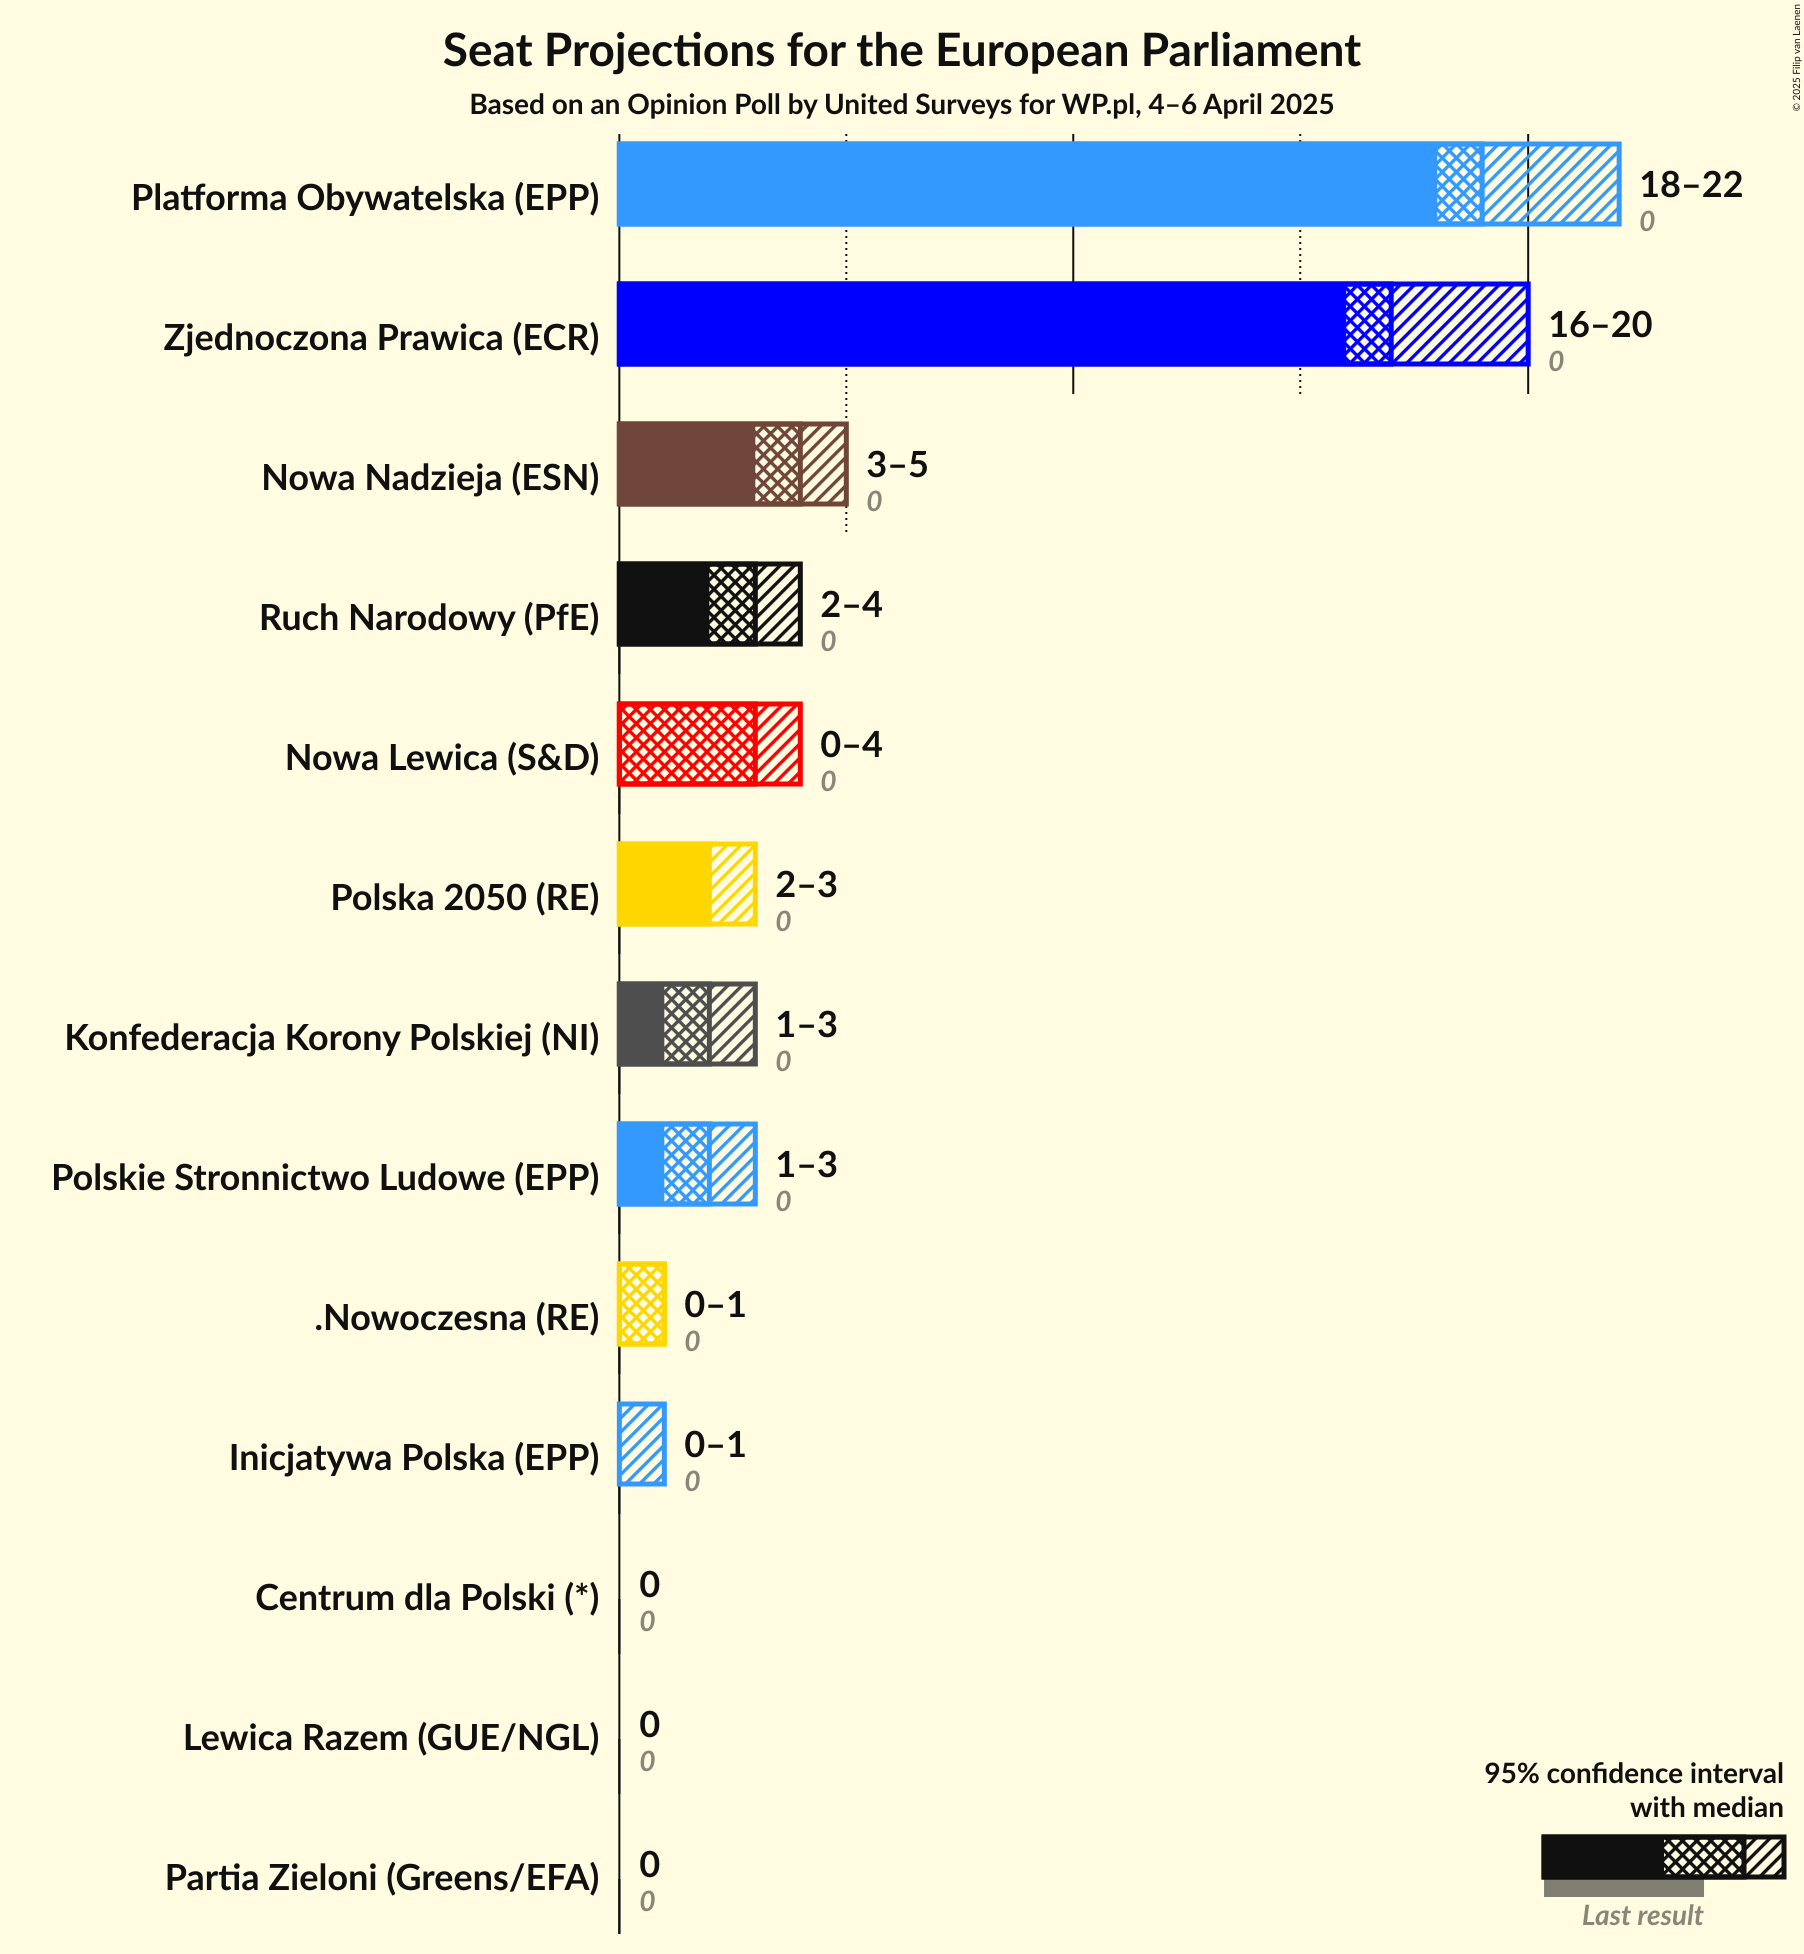 Seat Projections for the European Parliament
Based on an Opinion Poll by United Surveys for WP.pl, 4–6 April 2025
© 2025 Filip van Laenen
Platforma Obywatelska (EPP)
18–22
0
Zjednoczona Prawica (ECR)
16–20
0
Nowa Nadzieja (ESN)
3–5
0
Ruch Narodowy (PfE)
2–4
0
Nowa Lewica (S&D)
0–4
0
Polska 2050 (RE)
2–3
0
Konfederacja Korony Polskiej (NI)
1–3
0
Polskie Stronnictwo Ludowe (EPP)
1–3
0
.Nowoczesna (RE)
0–1
0
Inicjatywa Polska (EPP)
0–1
0
Centrum dla Polski (*)
0
0
Lewica Razem (GUE/NGL)
0
0
Partia Zieloni (Greens/EFA)
0
0
95% confidence interval
with median
Last result